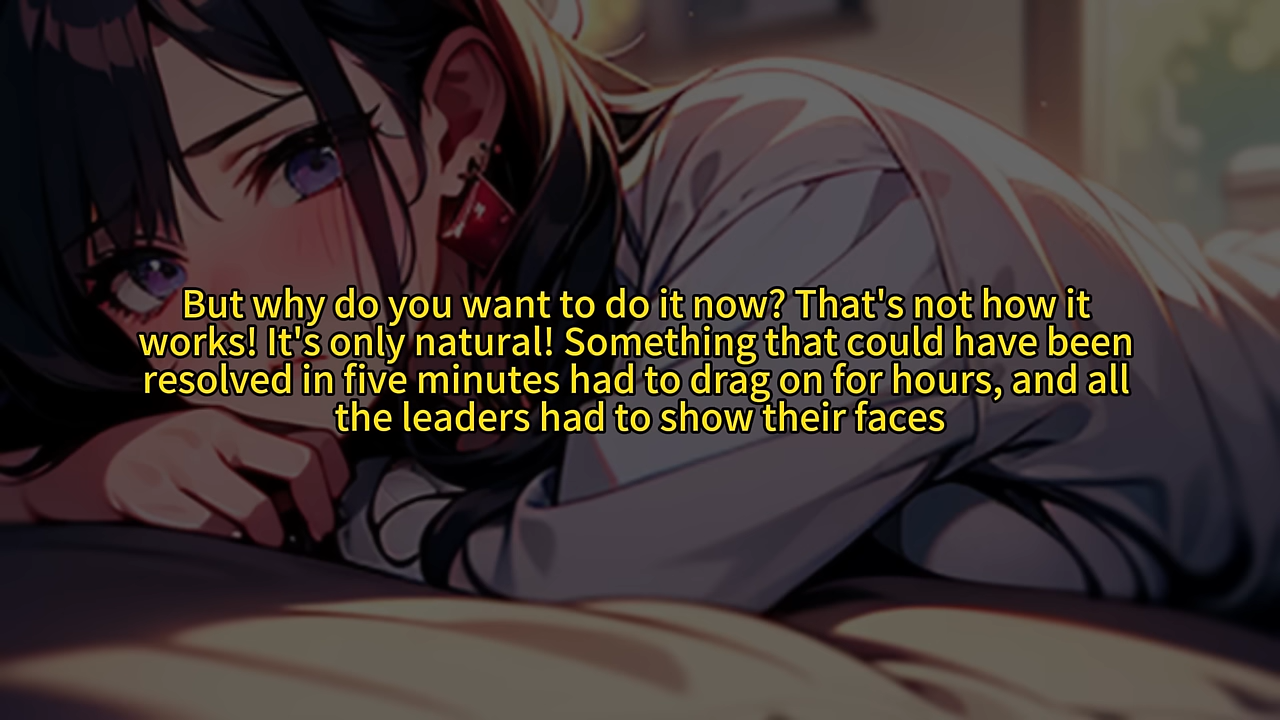 But why do you want to do it now? That's not how it
works! It's only natural! Something that could have been
resolved in five minutes had to drag on for hours, and all
the leaders had to show their faces